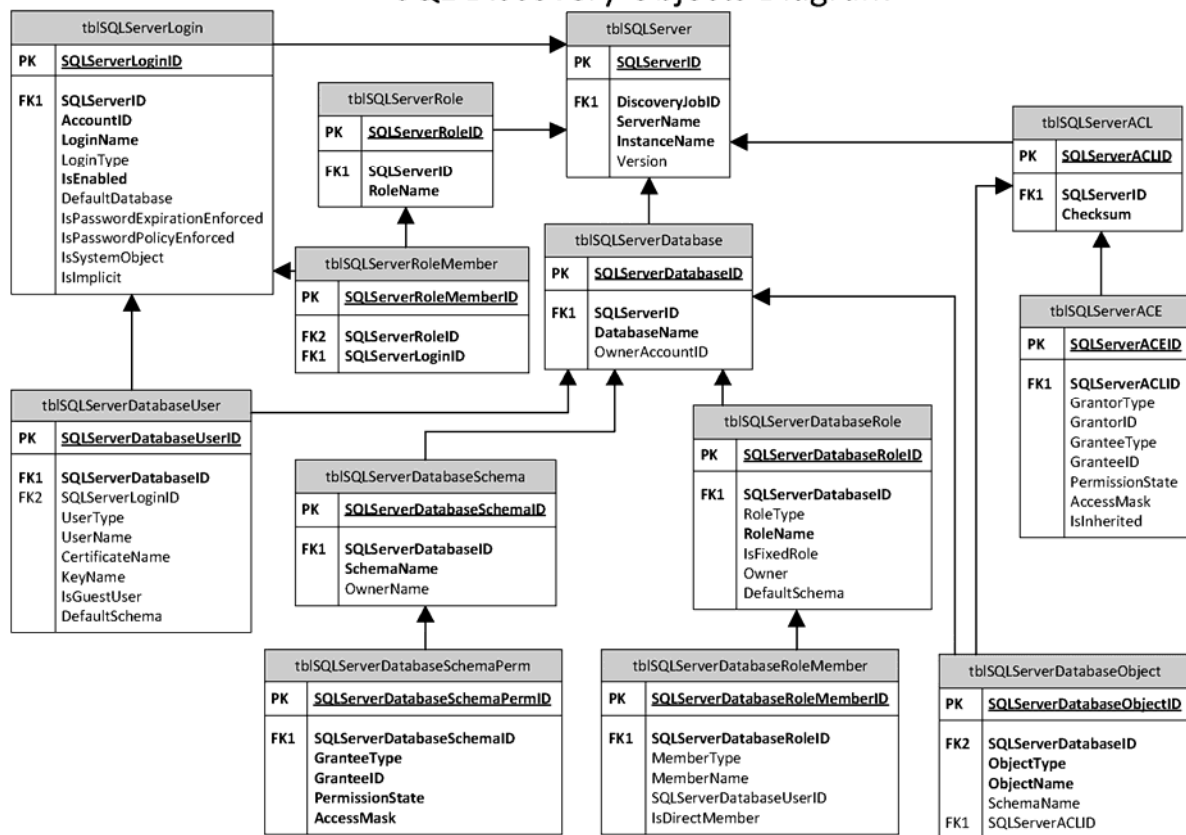 tblSQLServerLogin
PK SQLServerLoginID
FK1 SQLServerID
AccountID
LoginName
LoginType
IsEnabled
DefaultDatabase
IsPasswordExpirationEnforced
IsPasswordPolicyEnforced
IsSystemObject
IsImplicit
tblSQLServerRole
PK SQLServerRoleID
FK1 SQLServerID
RoleName
tblSQLServer
PK SQLServerID
FK1 DiscoveryJobID
ServerName
InstanceName
Version
tblSQLServerACL
PK SQLServerACLID
FK1 SQLServerID
Checksum
tblSQLServerRoleMember
PK SQLServerRoleMemberID
FK2 SQLServerRoleID
FK1 SQLServerLoginID
tblSQLServerDatabase
PK SQLServerDatabaseID
FK1 SQLServerID
DatabaseName
OwnerAccountID
tblSQLServerACE
PK SQLServerACEID
FK1 SQLServerACLID
GrantorType
GrantorID
GranteeType
GranteeID
PermissionState
AccessMask
IsInherited
tblSQLServerDatabaseUser
PK SQLServerDatabaseUserID
FK1 SQLServerDatabaseID
FK2 SQLServerLoginID
UserType
UserName
CertificateName
KeyName
IsGuestUser
DefaultSchema
tblSQLServerDatabaseSchema
PK SQLServerDatabaseSchemaID
FK1 SQLServerDatabaseID
SchemaName
OwnerName
tblSQLServerDatabaseRole
PK SQLServerDatabaseRoleID
FK1 SQLServerDatabaseID
RoleType
RoleName
IsFixedRole
Owner
DefaultSchema
tblSQLServerDatabaseSchemaPerm
PK SQLServerDatabaseSchemaPermID
FK1 SQLServerDatabaseSchemaID
GranteeType
GranteeID
PermissionState
AccessMask
tblSQLServerDatabaseRoleMember
PK SQLServerDatabaseRoleMemberID
FK1 SQLServerDatabaseRoleID
MemberType
MemberName
SQLServerDatabaseUserID
IsDirectMember
tblSQLServerDatabaseObject
PK SQLServerDatabaseObjectID
FK2 SQLServerDatabaseID
ObjectType
ObjectName
SchemaName
FK1 SQLServerACLID